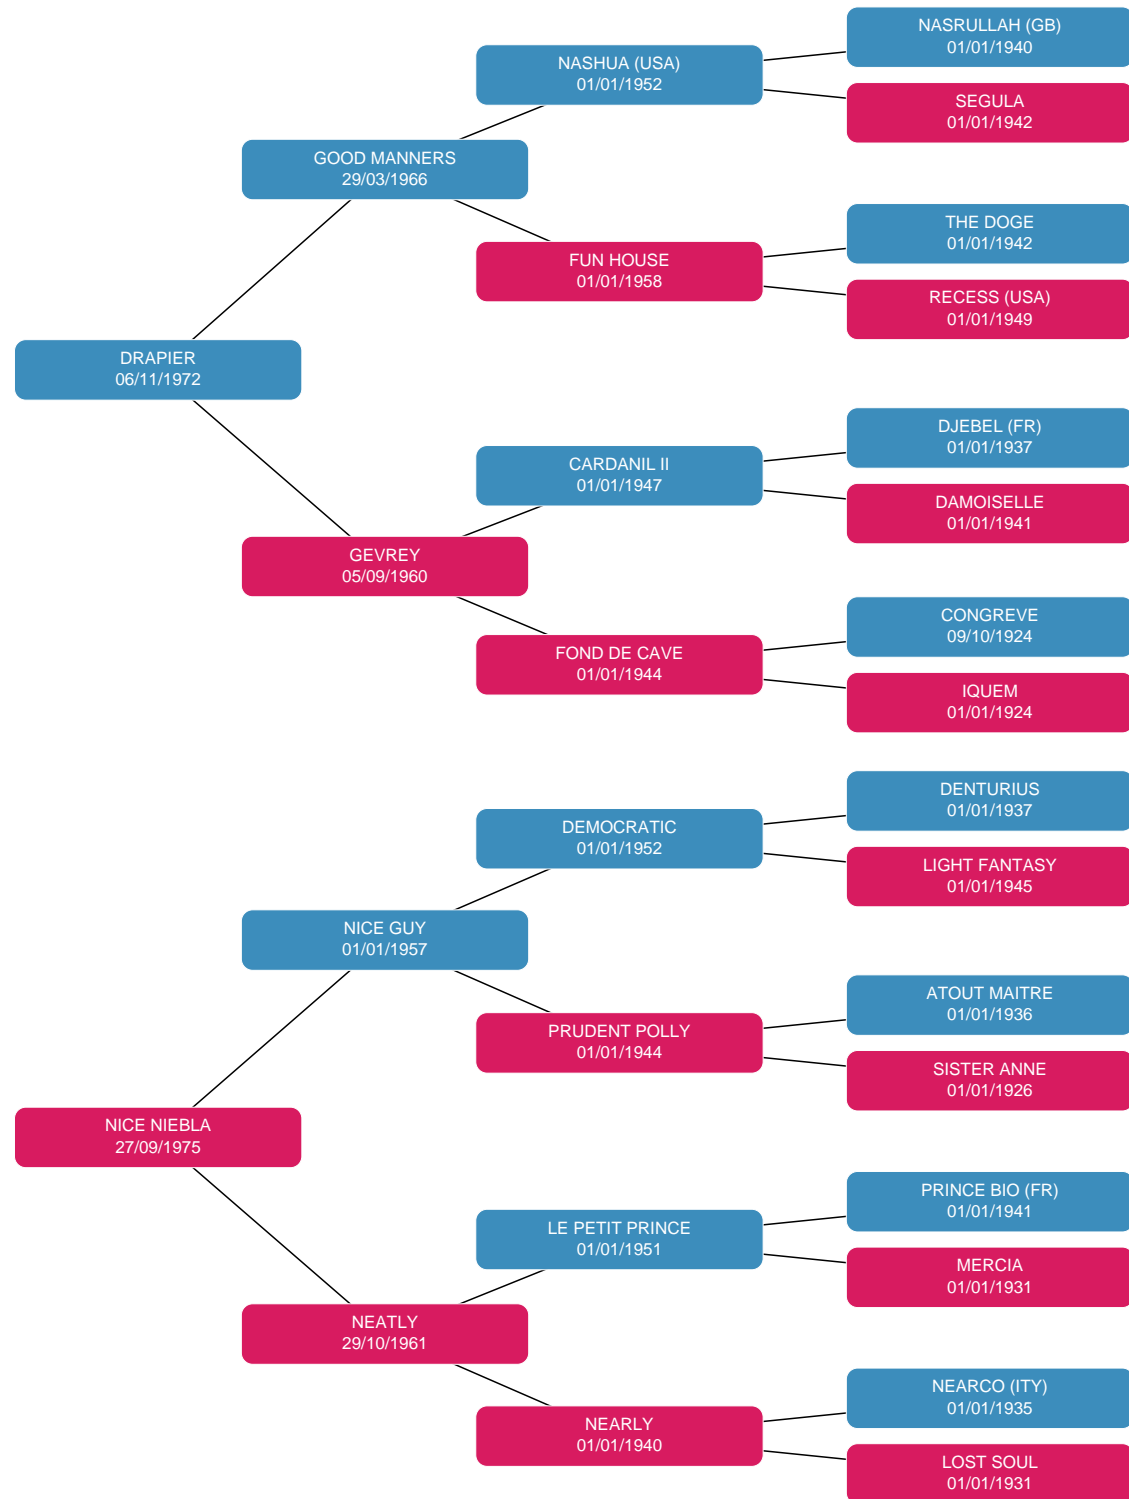 NASRULLAH (GB)
01/01/1940
NASHUA (USA)
01/01/1952
SEGULA
01/01/1942
GOOD MANNERS
29/03/1966
THE DOGE
01/01/1942
FUN HOUSE
01/01/1958
RECESS (USA)
01/01/1949
DRAPIER
06/11/1972
DJEBEL (FR)
01/01/1937
CARDANIL II
01/01/1947
DAMOISELLE
01/01/1941
GEVREY
05/09/1960
CONGREVE
09/10/1924
FOND DE CAVE
01/01/1944
IQUEM
01/01/1924
DENTURIUS
01/01/1937
DEMOCRATIC
01/01/1952
LIGHT FANTASY
01/01/1945
NICE GUY
01/01/1957
ATOUT MAITRE
01/01/1936
PRUDENT POLLY
01/01/1944
SISTER ANNE
01/01/1926
NICE NIEBLA
27/09/1975
PRINCE BIO (FR)
01/01/1941
LE PETIT PRINCE
01/01/1951
MERCIA
01/01/1931
NEATLY
29/10/1961
NEARCO (ITY)
01/01/1935
NEARLY
01/01/1940
LOST SOUL
01/01/1931